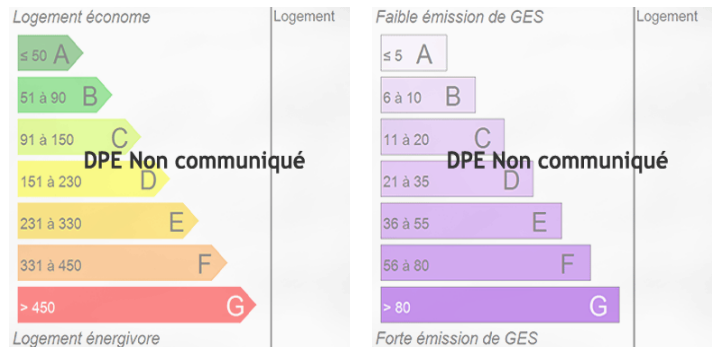 Logement économe
Logement
≤ 50 A
51 à 90 B
91 à 150 C
DPE Non communiqué
151 à 230 D
231 à 330 E
331 à 450 F
> 450 G
Logement énergivore
Faible émission de GES
Logement
≤ 5 A
6 à 10 B
11 à 20 C
DPE Non communiqué
21 à 35 D
36 à 55 E
56 à 80 F
> 80 G
Forte émission de GES